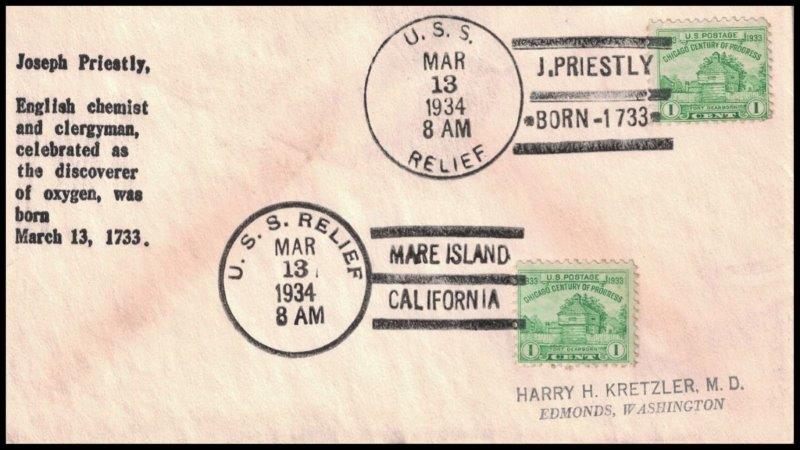 Joseph Priestly,
English chemist
and clergyman,
celebrated as
the discoverer
of oxygen, was
born
March 13, 1733.
U. S. S.
MAR
13
1934
8 AM
RELIEF
J.PRIESTLY
*BORN-1733*
U.S. POSTAGE
1933
CHICAGO CENTURY OF PROGRESS
FORT DEARBORN
1 CENT 1
U. S. S. RELIEF
MAR
13
1934
8 AM
MARE ISLAND
CALIFORNIA
1833 U.S. POSTAGE 1933
CHICAGO CENTURY OF PROGRESS
FORT DEARBORN
1 CENT 1
HARRY H. KRETZLER, M. D.
EDMONDS, WASHINGTON